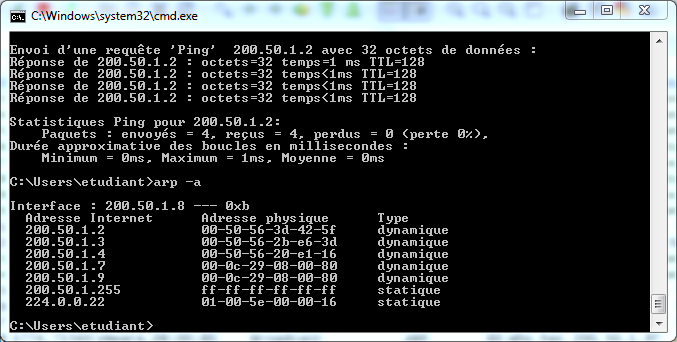 C:\Windows\system32\cmd.exe
Envoi d'une requête 'Ping'  200.50.1.2 avec 32 octets de données :
Réponse de 200.50.1.2 : octets=32 temps=1 ms TTL=128
Réponse de 200.50.1.2 : octets=32 temps<1ms TTL=128
Réponse de 200.50.1.2 : octets=32 temps<1ms TTL=128
Réponse de 200.50.1.2 : octets=32 temps<1ms TTL=128
Statistiques Ping pour 200.50.1.2:
    Paquets : envoyés = 4, reçus = 4, perdus = 0 (perte 0%),
Durée approximative des boucles en millisecondes :
    Minimum = 0ms, Maximum = 1ms, Moyenne = 0ms
C:\Users\etudiant>arp -a
Interface : 200.50.1.8 --- 0xb
  Adresse Internet      Adresse physique      Type
  200.50.1.2            00-50-56-3d-42-5f     dynamique
  200.50.1.3            00-50-56-2b-e6-3d     dynamique
  200.50.1.4            00-50-56-20-e1-16     dynamique
  200.50.1.7            00-0c-29-08-00-80     dynamique
  200.50.1.9            00-0c-29-08-00-80     dynamique
  200.50.1.255          ff-ff-ff-ff-ff-ff     statique
  224.0.0.22            01-00-5e-00-00-16     statique
C:\Users\etudiant>